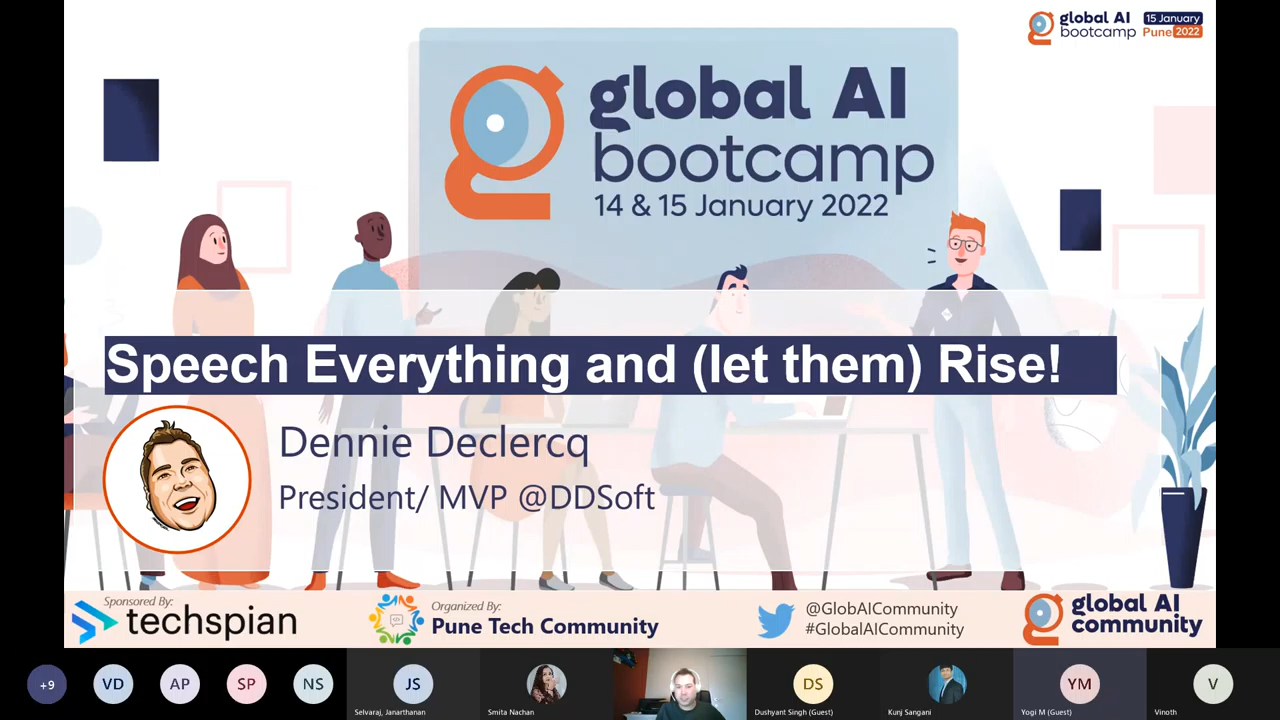 global AI
bootcamp
15 January
Pune 2022
global AI
bootcamp
14 & 15 January 2022
Speech Everything and (let them) Rise!
Dennie Declercq
President/ MVP @DDSoft
Sponsored By:
techspian
Organized By:
Pune Tech Community
@GlobAICommunity
#GlobalAICommunity
global AI
community
+9
VD
AP
SP
NS
JS
DS
YM
V
Selvaraj, Janarthanan
Smita Nachan
Dushyant Singh (Guest)
Kunj Sangani
Yogi M (Guest)
Vinoth